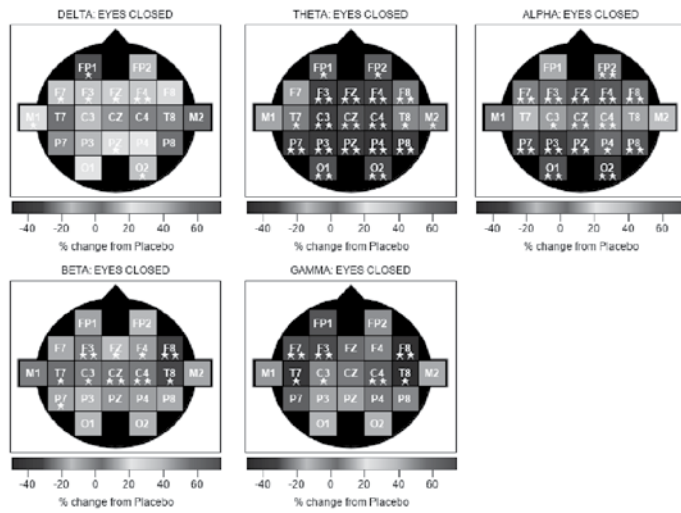 DELTA: EYES CLOSED
FP1 FP2
F7 F3 FZ F4 F8
M1 T7 C3 CZ C4 T8 M2
P7 P3 PZ P4 P8
O1 O2
-40 -20 0 20 40 60
% change from Placebo
THETA: EYES CLOSED
FP1 FP2
F7 F3 FZ F4 F8
M1 T7 C3 CZ C4 T8 M2
P7 P3 PZ P4 P8
O1 O2
-40 -20 0 20 40 60
% change from Placebo
ALPHA: EYES CLOSED
FP1 FP2
F7 F3 FZ F4 F8
M1 T7 C3 CZ C4 T8 M2
P7 P3 PZ P4 P8
O1 O2
-40 -20 0 20 40 60
% change from Placebo
BETA: EYES CLOSED
FP1 FP2
F7 F3 FZ F4 F8
M1 T7 C3 CZ C4 T8 M2
P7 P3 PZ P4 P8
O1 O2
-40 -20 0 20 40 60
% change from Placebo
GAMMA: EYES CLOSED
FP1 FP2
F7 F3 FZ F4 F8
M1 T7 C3 CZ C4 T8 M2
P7 P3 PZ P4 P8
O1 O2
-40 -20 0 20 40 60
% change from Placebo